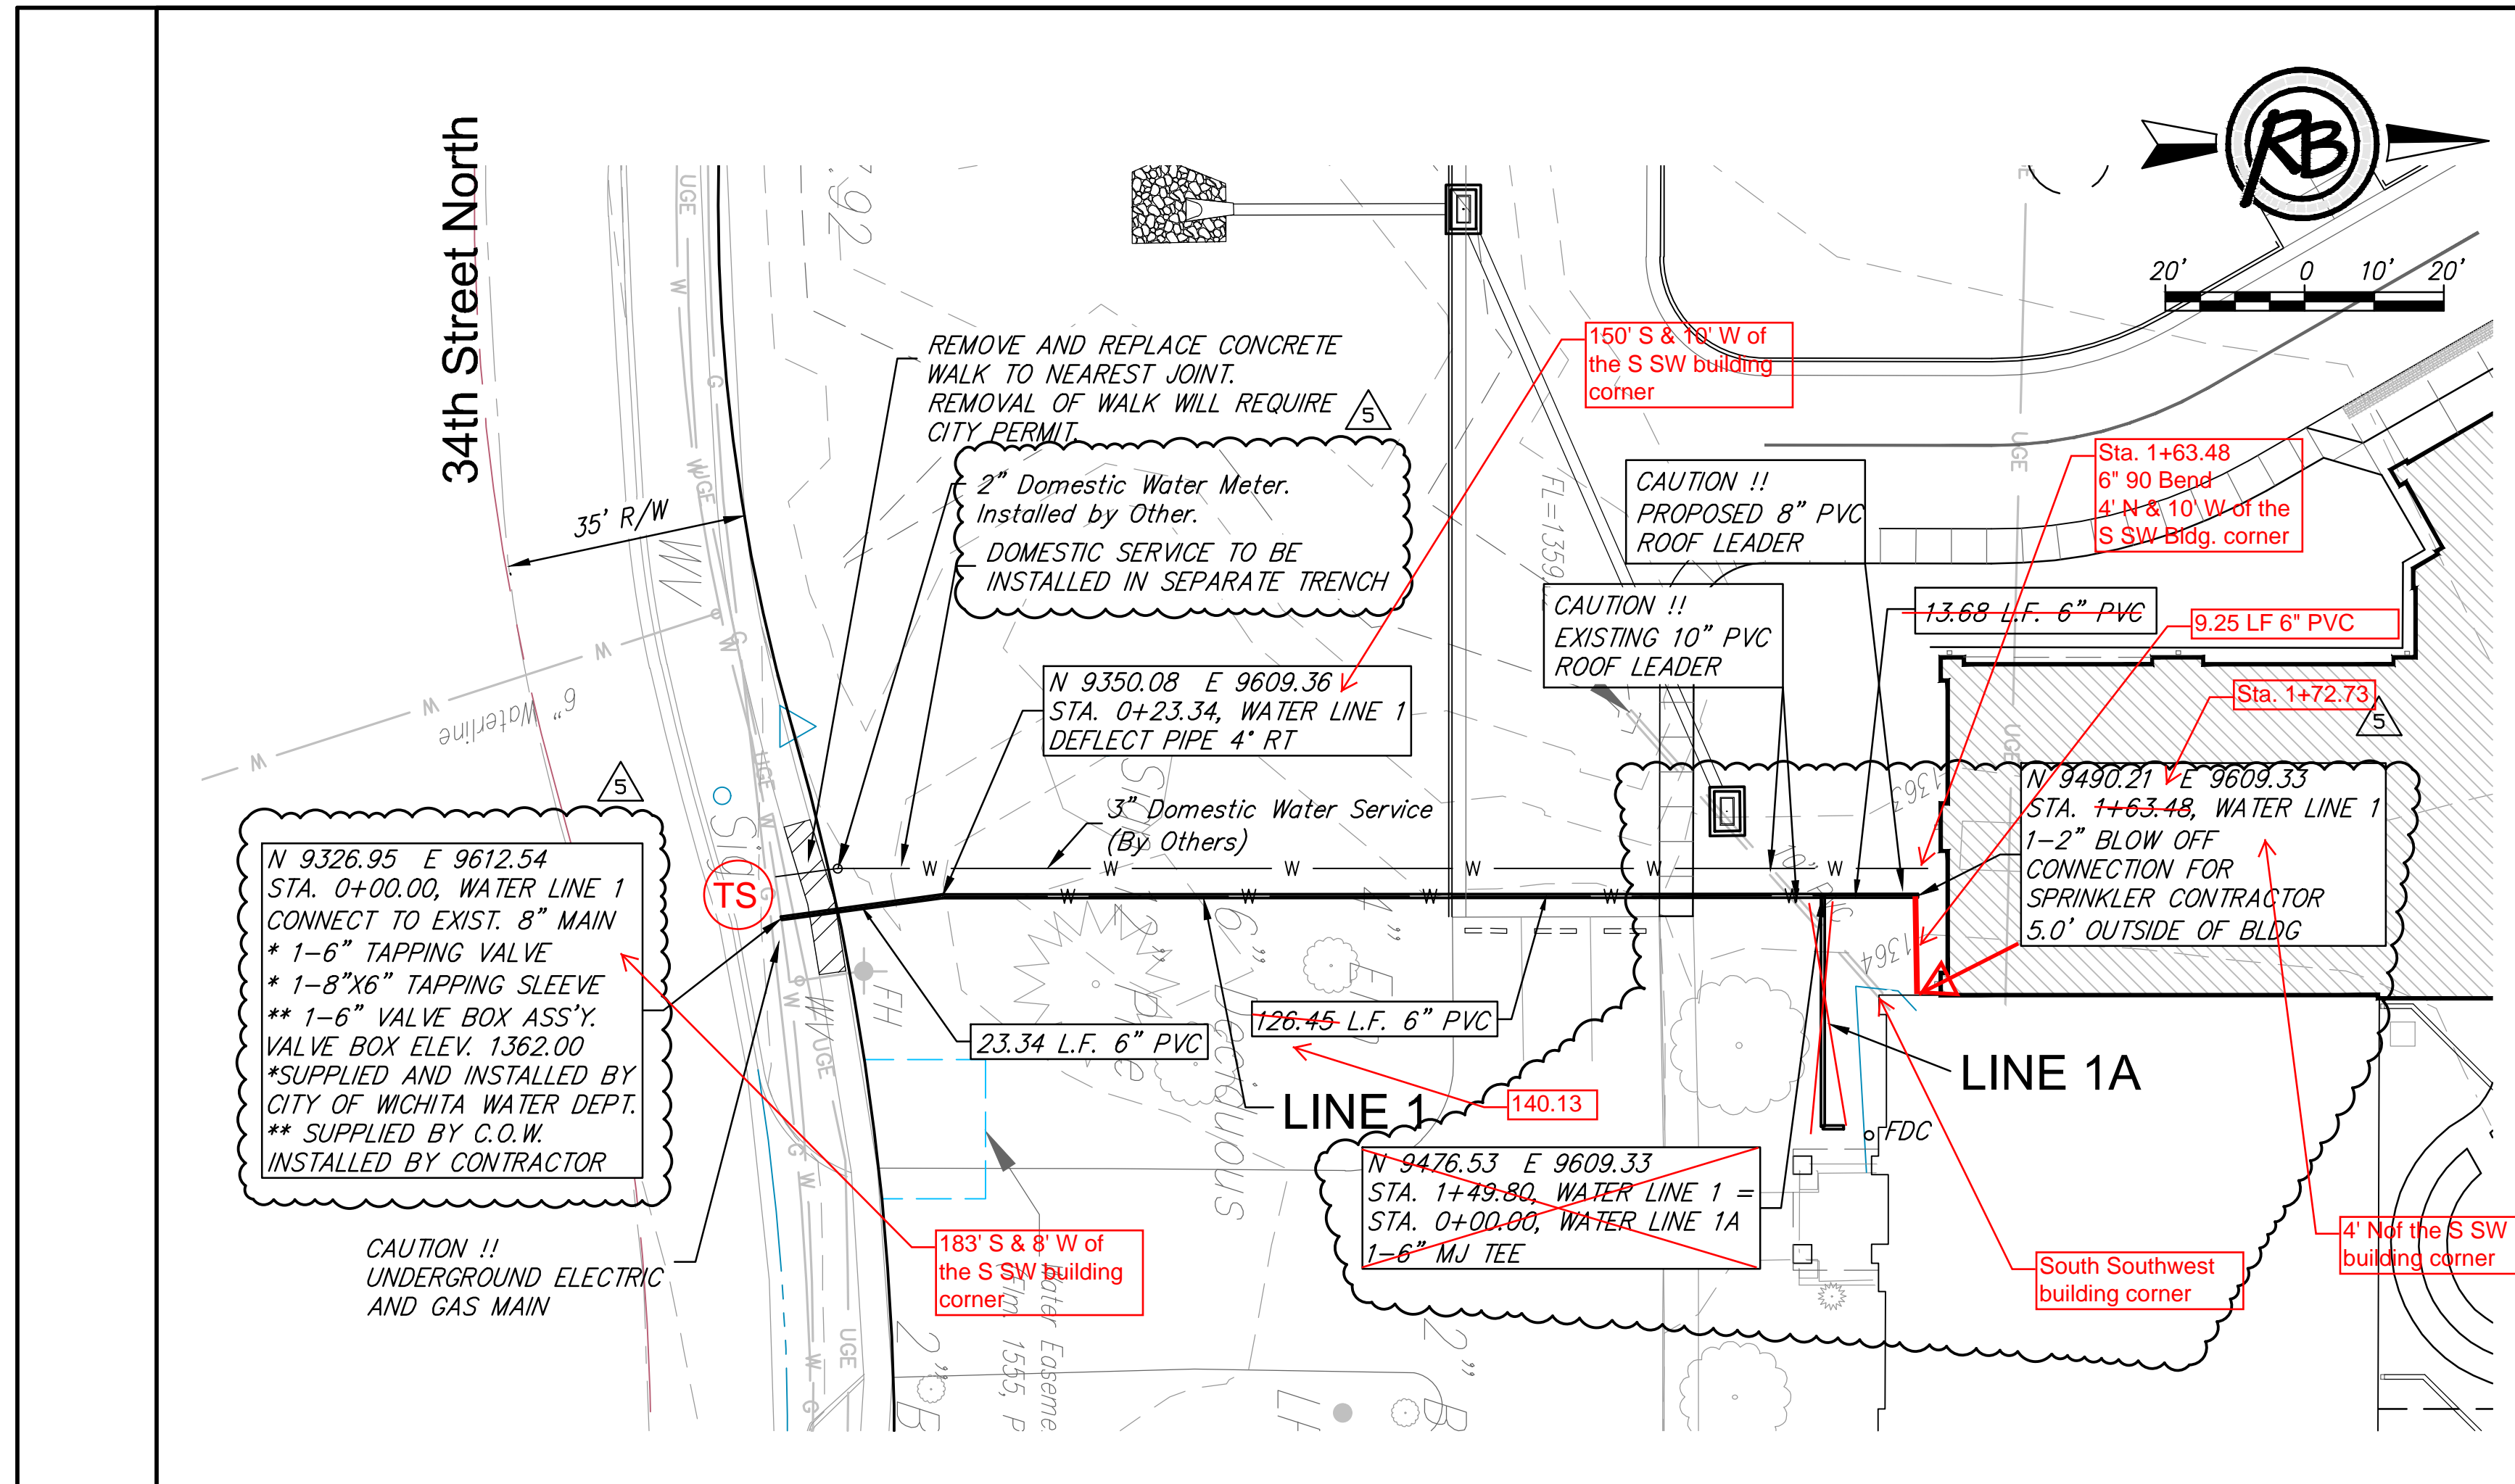 34th Street North
35' R/W
RB
20' 0 10' 20'
REMOVE AND REPLACE CONCRETE
WALK TO NEAREST JOINT.
REMOVAL OF WALK WILL REQUIRE
CITY PERMIT.
5
2" Domestic Water Meter.
Installed by Other.
DOMESTIC SERVICE TO BE
INSTALLED IN SEPARATE TRENCH
150' S & 10' W of
the S SW building
corner
CAUTION !!
PROPOSED 8" PVC
ROOF LEADER
Sta. 1+63.48
6" 90 Bend
4' N & 10' W of the
S SW Bldg. corner
CAUTION !!
EXISTING 10" PVC
ROOF LEADER
13.68 L.F. 6" PVC
9.25 LF 6" PVC
N 9350.08 E 9609.36
STA. 0+23.34, WATER LINE 1
DEFLECT PIPE 4° RT
Sta. 1+72.73
5
N 9490.21 E 9609.33
STA. 1+63.48, WATER LINE 1
1-2" BLOW OFF
CONNECTION FOR
SPRINKLER CONTRACTOR
5.0' OUTSIDE OF BLDG
6" Waterline
5
3" Domestic Water Service
(By Others)
TS
N 9326.95 E 9612.54
STA. 0+00.00, WATER LINE 1
CONNECT TO EXIST. 8" MAIN
* 1-6" TAPPING VALVE
* 1-8"X6" TAPPING SLEEVE
** 1-6" VALVE BOX ASS'Y.
VALVE BOX ELEV. 1362.00
*SUPPLIED AND INSTALLED BY
CITY OF WICHITA WATER DEPT.
** SUPPLIED BY C.O.W.
INSTALLED BY CONTRACTOR
CAUTION !!
UNDERGROUND ELECTRIC
AND GAS MAIN
23.34 L.F. 6" PVC
126.45 L.F. 6" PVC
140.13
LINE 1
LINE 1A
FDC
FH
N 9476.53 E 9609.33
STA. 1+49.80, WATER LINE 1 =
STA. 0+00.00, WATER LINE 1A
1-6" MJ TEE
183' S & 8' W of
the S SW building
corner
South Southwest
building corner
4' Nof the S SW
building corner
Sign
6" Deciduous
1363
1364
UGE
W
G
WV